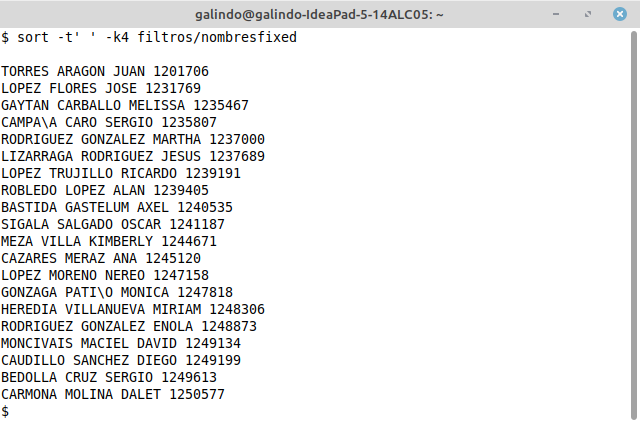 galindo@galindo-IdeaPad-5-14ALC05: ~
$ sort -t' ' -k4 filtros/nombresfixed

TORRES ARAGON JUAN 1201706
LOPEZ FLORES JOSE 1231769
GAYTAN CARBALLO MELISSA 1235467
CAMPA\A CARO SERGIO 1235807
RODRIGUEZ GONZALEZ MARTHA 1237000
LIZARRAGA RODRIGUEZ JESUS 1237689
LOPEZ TRUJILLO RICARDO 1239191
ROBLEDO LOPEZ ALAN 1239405
BASTIDA GASTELUM AXEL 1240535
SIGALA SALGADO OSCAR 1241187
MEZA VILLA KIMBERLY 1244671
CAZARES MERAZ ANA 1245120
LOPEZ MORENO NEREO 1247158
GONZAGA PATI\O MONICA 1247818
HEREDIA VILLANUEVA MIRIAM 1248306
RODRIGUEZ GONZALEZ ENOLA 1248873
MONCIVAIS MACIEL DAVID 1249134
CAUDILLO SANCHEZ DIEGO 1249199
BEDOLLA CRUZ SERGIO 1249613
CARMONA MOLINA DALET 1250577
$